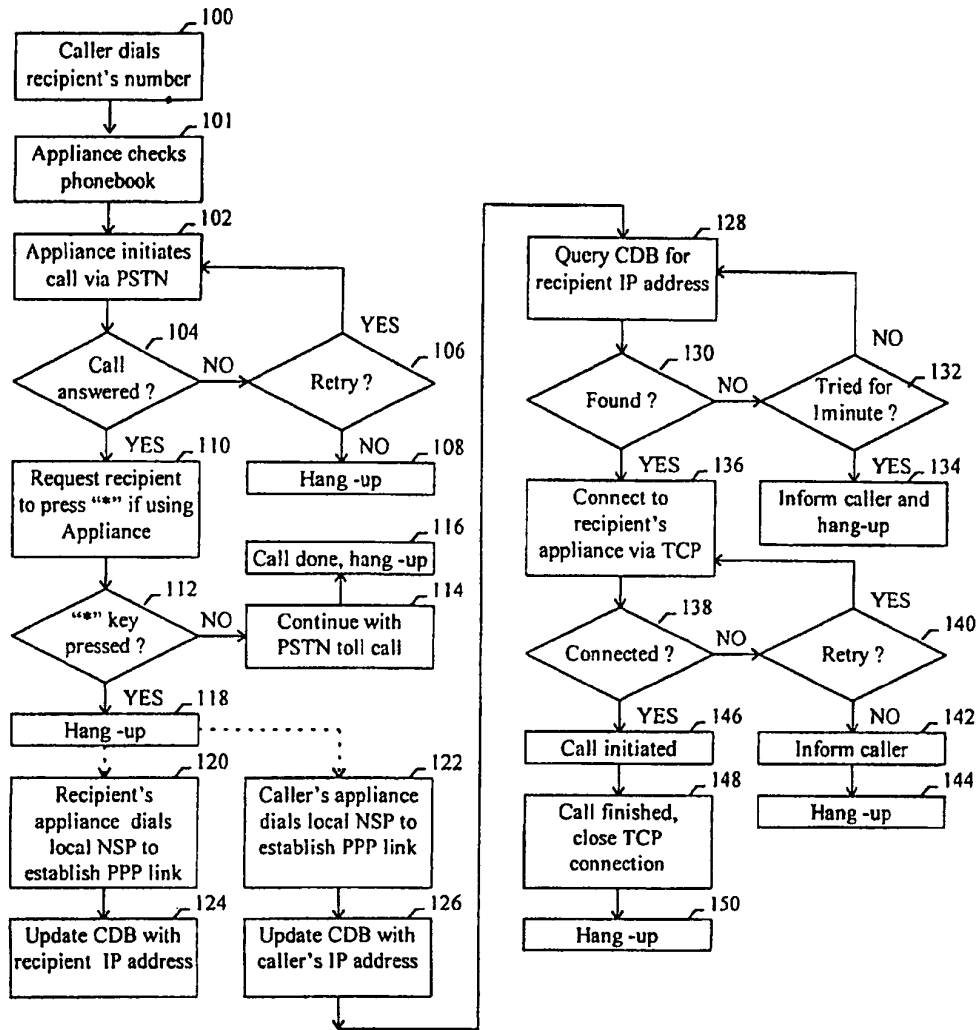 100
Caller dials
recipient's number
101
Appliance checks
phonebook
102
Appliance initiates
call via PSTN
104
Call
answered ?
NO
YES
106
Retry ?
YES
NO
108
Hang -up
110
Request recipient
to press “*” if using
Appliance
112
“*” key
pressed ?
NO
YES
114
Continue with
PSTN toll call
116
Call done, hang -up
118
Hang -up
120
Recipient's
appliance dials
local NSP to
establish PPP link
122
Caller's appliance
dials local NSP to
establish PPP link
124
Update CDB with
recipient IP address
126
Update CDB with
caller's IP address
128
Query CDB for
recipient IP address
130
Found ?
NO
YES
132
Tried for
1minute ?
NO
YES
134
Inform caller and
hang-up
136
Connect to
recipient's
appliance via TCP
138
Connected ?
NO
YES
140
Retry ?
YES
NO
142
Inform caller
144
Hang -up
146
Call initiated
148
Call finished,
close TCP
connection
150
Hang -up